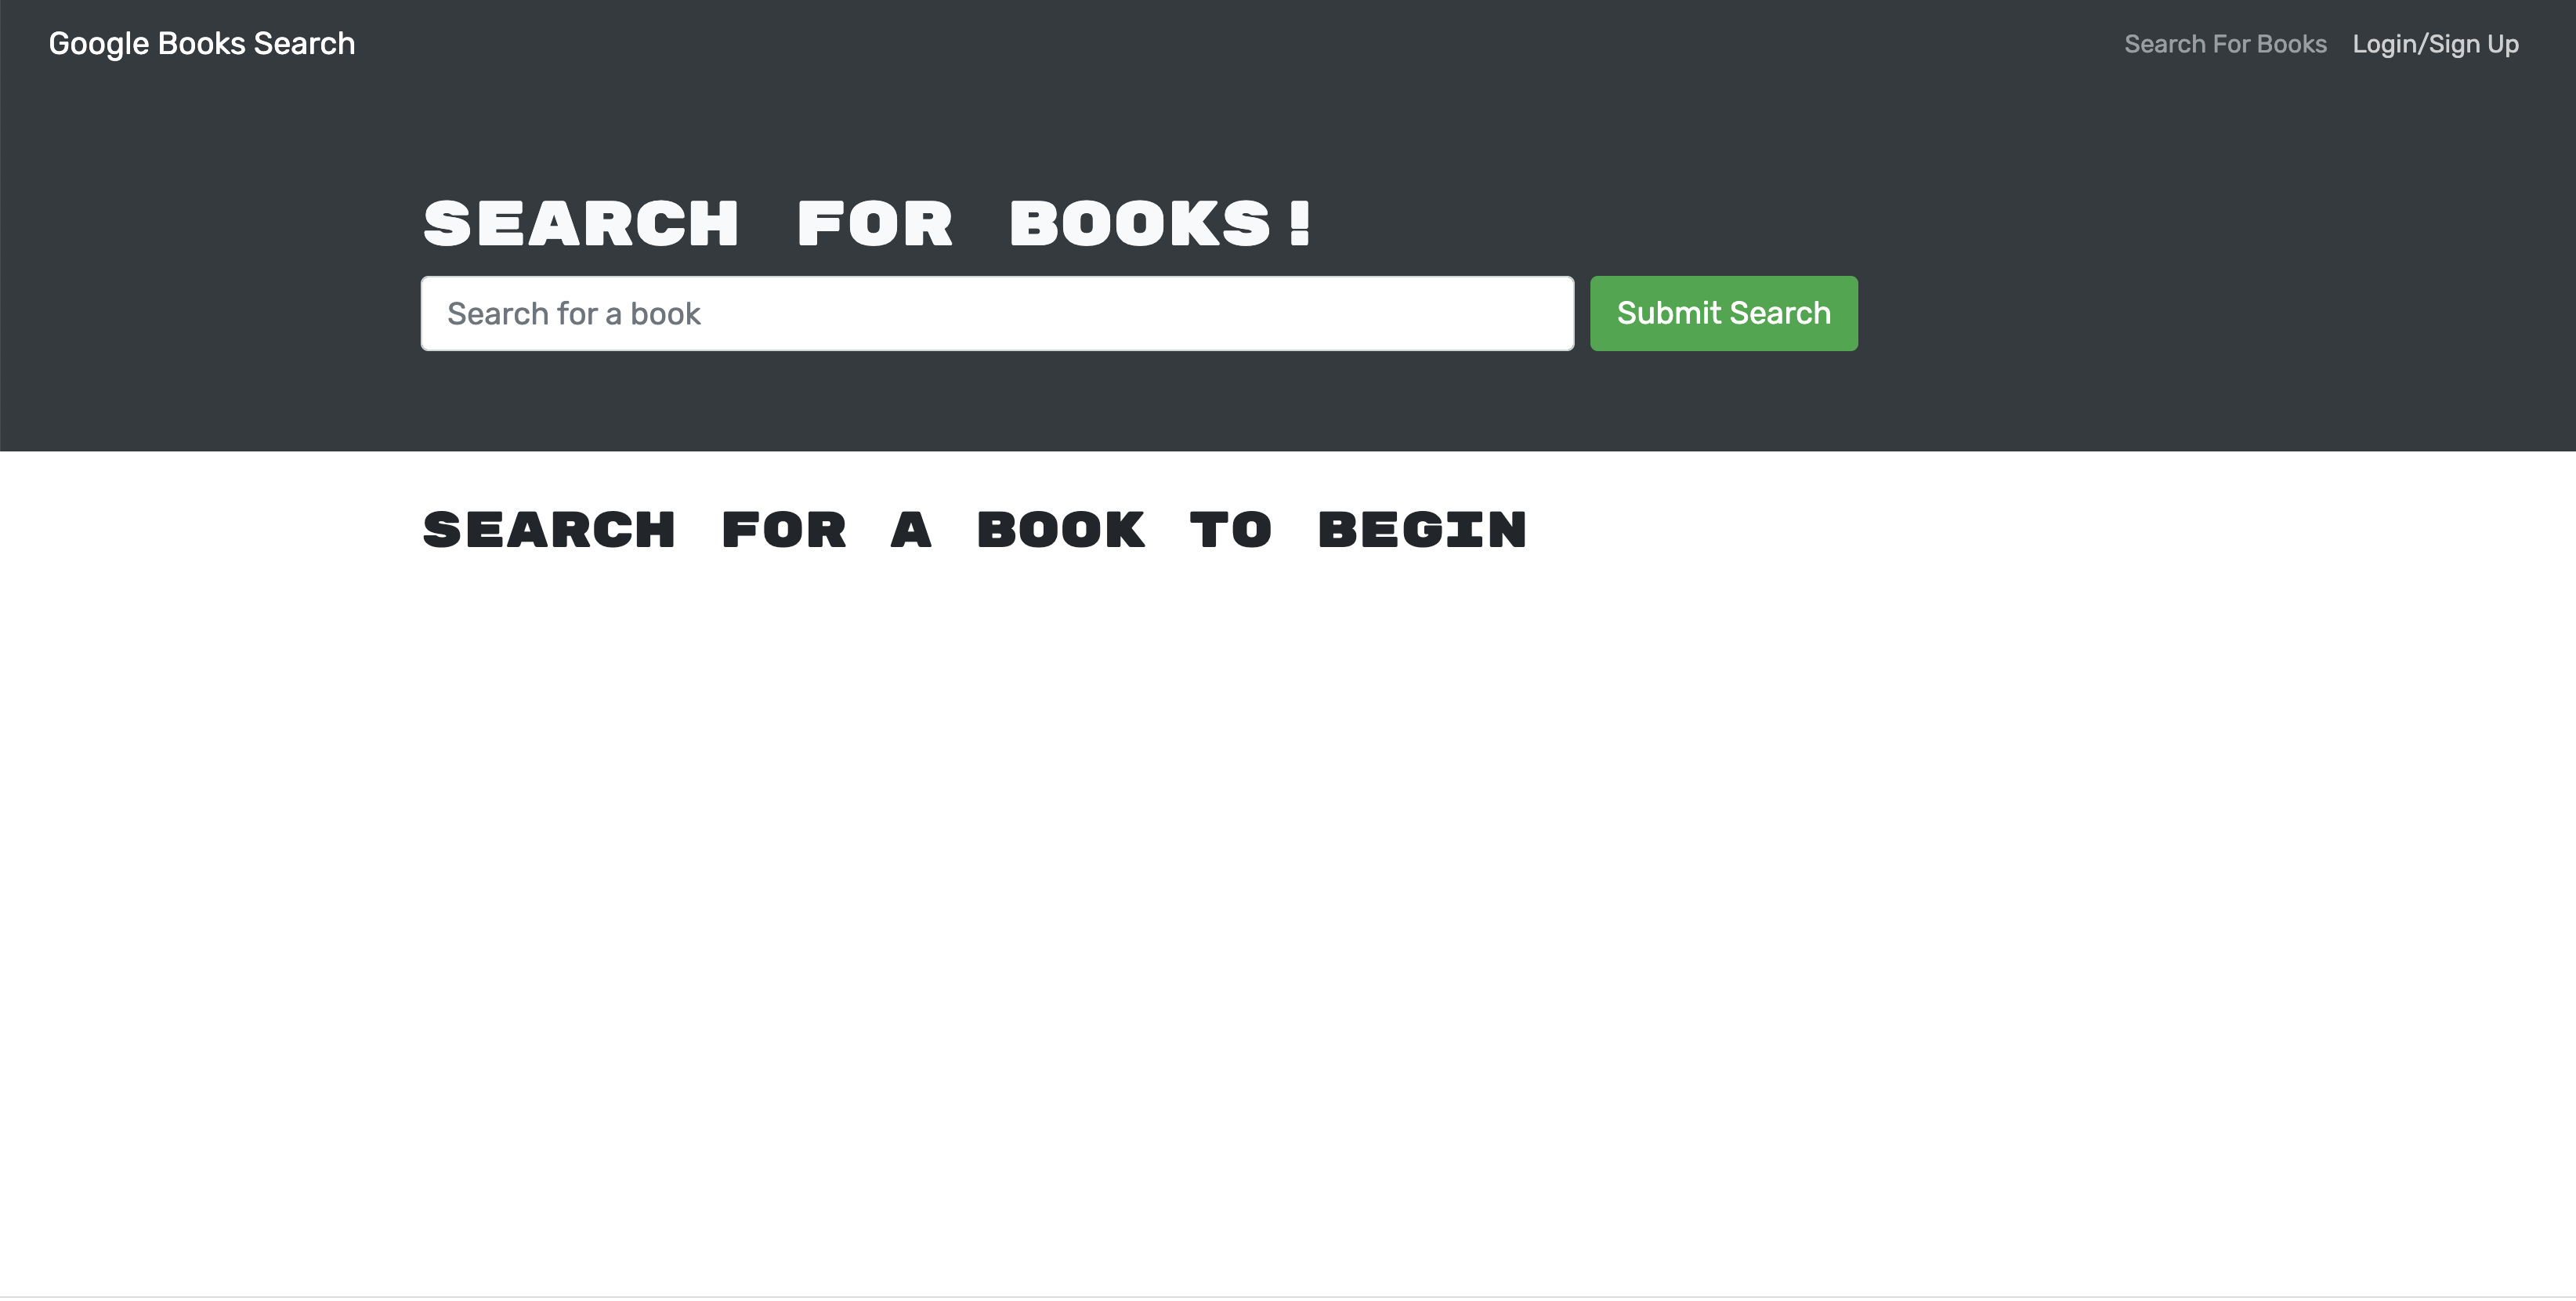 Google Books Search
Search For Books
Login/Sign Up
SEARCH FOR BOOKS!
Search for a book
Submit Search
SEARCH FOR A BOOK TO BEGIN